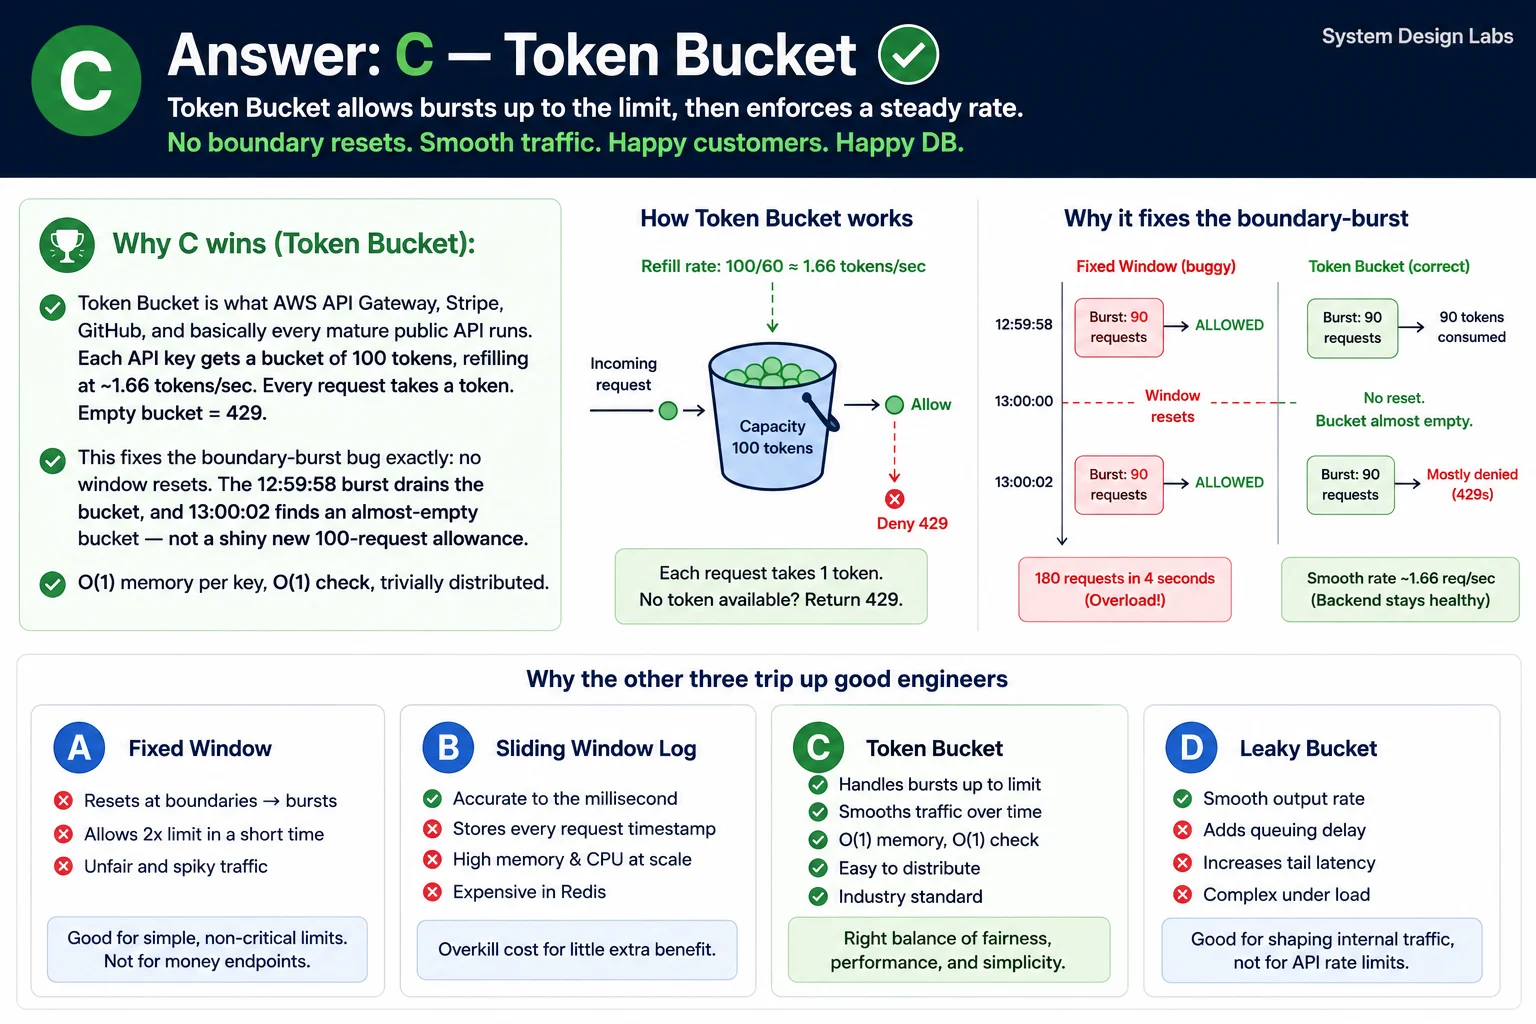 C
Answer: C — Token Bucket
System Design Labs
Token Bucket allows bursts up to the limit, then enforces a steady rate.
No boundary resets. Smooth traffic. Happy customers. Happy DB.
Why C wins (Token Bucket):
Token Bucket is what AWS API Gateway, Stripe,
GitHub, and basically every mature public API runs.
Each API key gets a bucket of 100 tokens, refilling
at ~1.66 tokens/sec. Every request takes a token.
Empty bucket = 429.
This fixes the boundary-burst bug exactly: no
window resets. The 12:59:58 burst drains the
bucket, and 13:00:02 finds an almost-empty
bucket — not a shiny new 100-request allowance.
O(1) memory per key, O(1) check, trivially distributed.
How Token Bucket works
Refill rate: 100/60 ≈ 1.66 tokens/sec
Incoming
request
Capacity
100 tokens
Allow
Deny 429
Each request takes 1 token.
No token available? Return 429.
Why it fixes the boundary-burst
Fixed Window (buggy)
Token Bucket (correct)
12:59:58
Burst: 90
requests
ALLOWED
Burst: 90
requests
90 tokens
consumed
13:00:00
Window
resets
No reset.
Bucket almost empty.
13:00:02
Burst: 90
requests
ALLOWED
Burst: 90
requests
Mostly denied
(429s)
180 requests in 4 seconds
(Overload!)
Smooth rate ~1.66 req/sec
(Backend stays healthy)
Why the other three trip up good engineers
A
Fixed Window
Resets at boundaries → bursts
Allows 2x limit in a short time
Unfair and spiky traffic
Good for simple, non-critical limits.
Not for money endpoints.
B
Sliding Window Log
Accurate to the millisecond
Stores every request timestamp
High memory & CPU at scale
Expensive in Redis
Overkill cost for little extra benefit.
C
Token Bucket
Handles bursts up to limit
Smooths traffic over time
O(1) memory, O(1) check
Easy to distribute
Industry standard
Right balance of fairness,
performance, and simplicity.
D
Leaky Bucket
Smooth output rate
Adds queuing delay
Increases tail latency
Complex under load
Good for shaping internal traffic,
not for API rate limits.